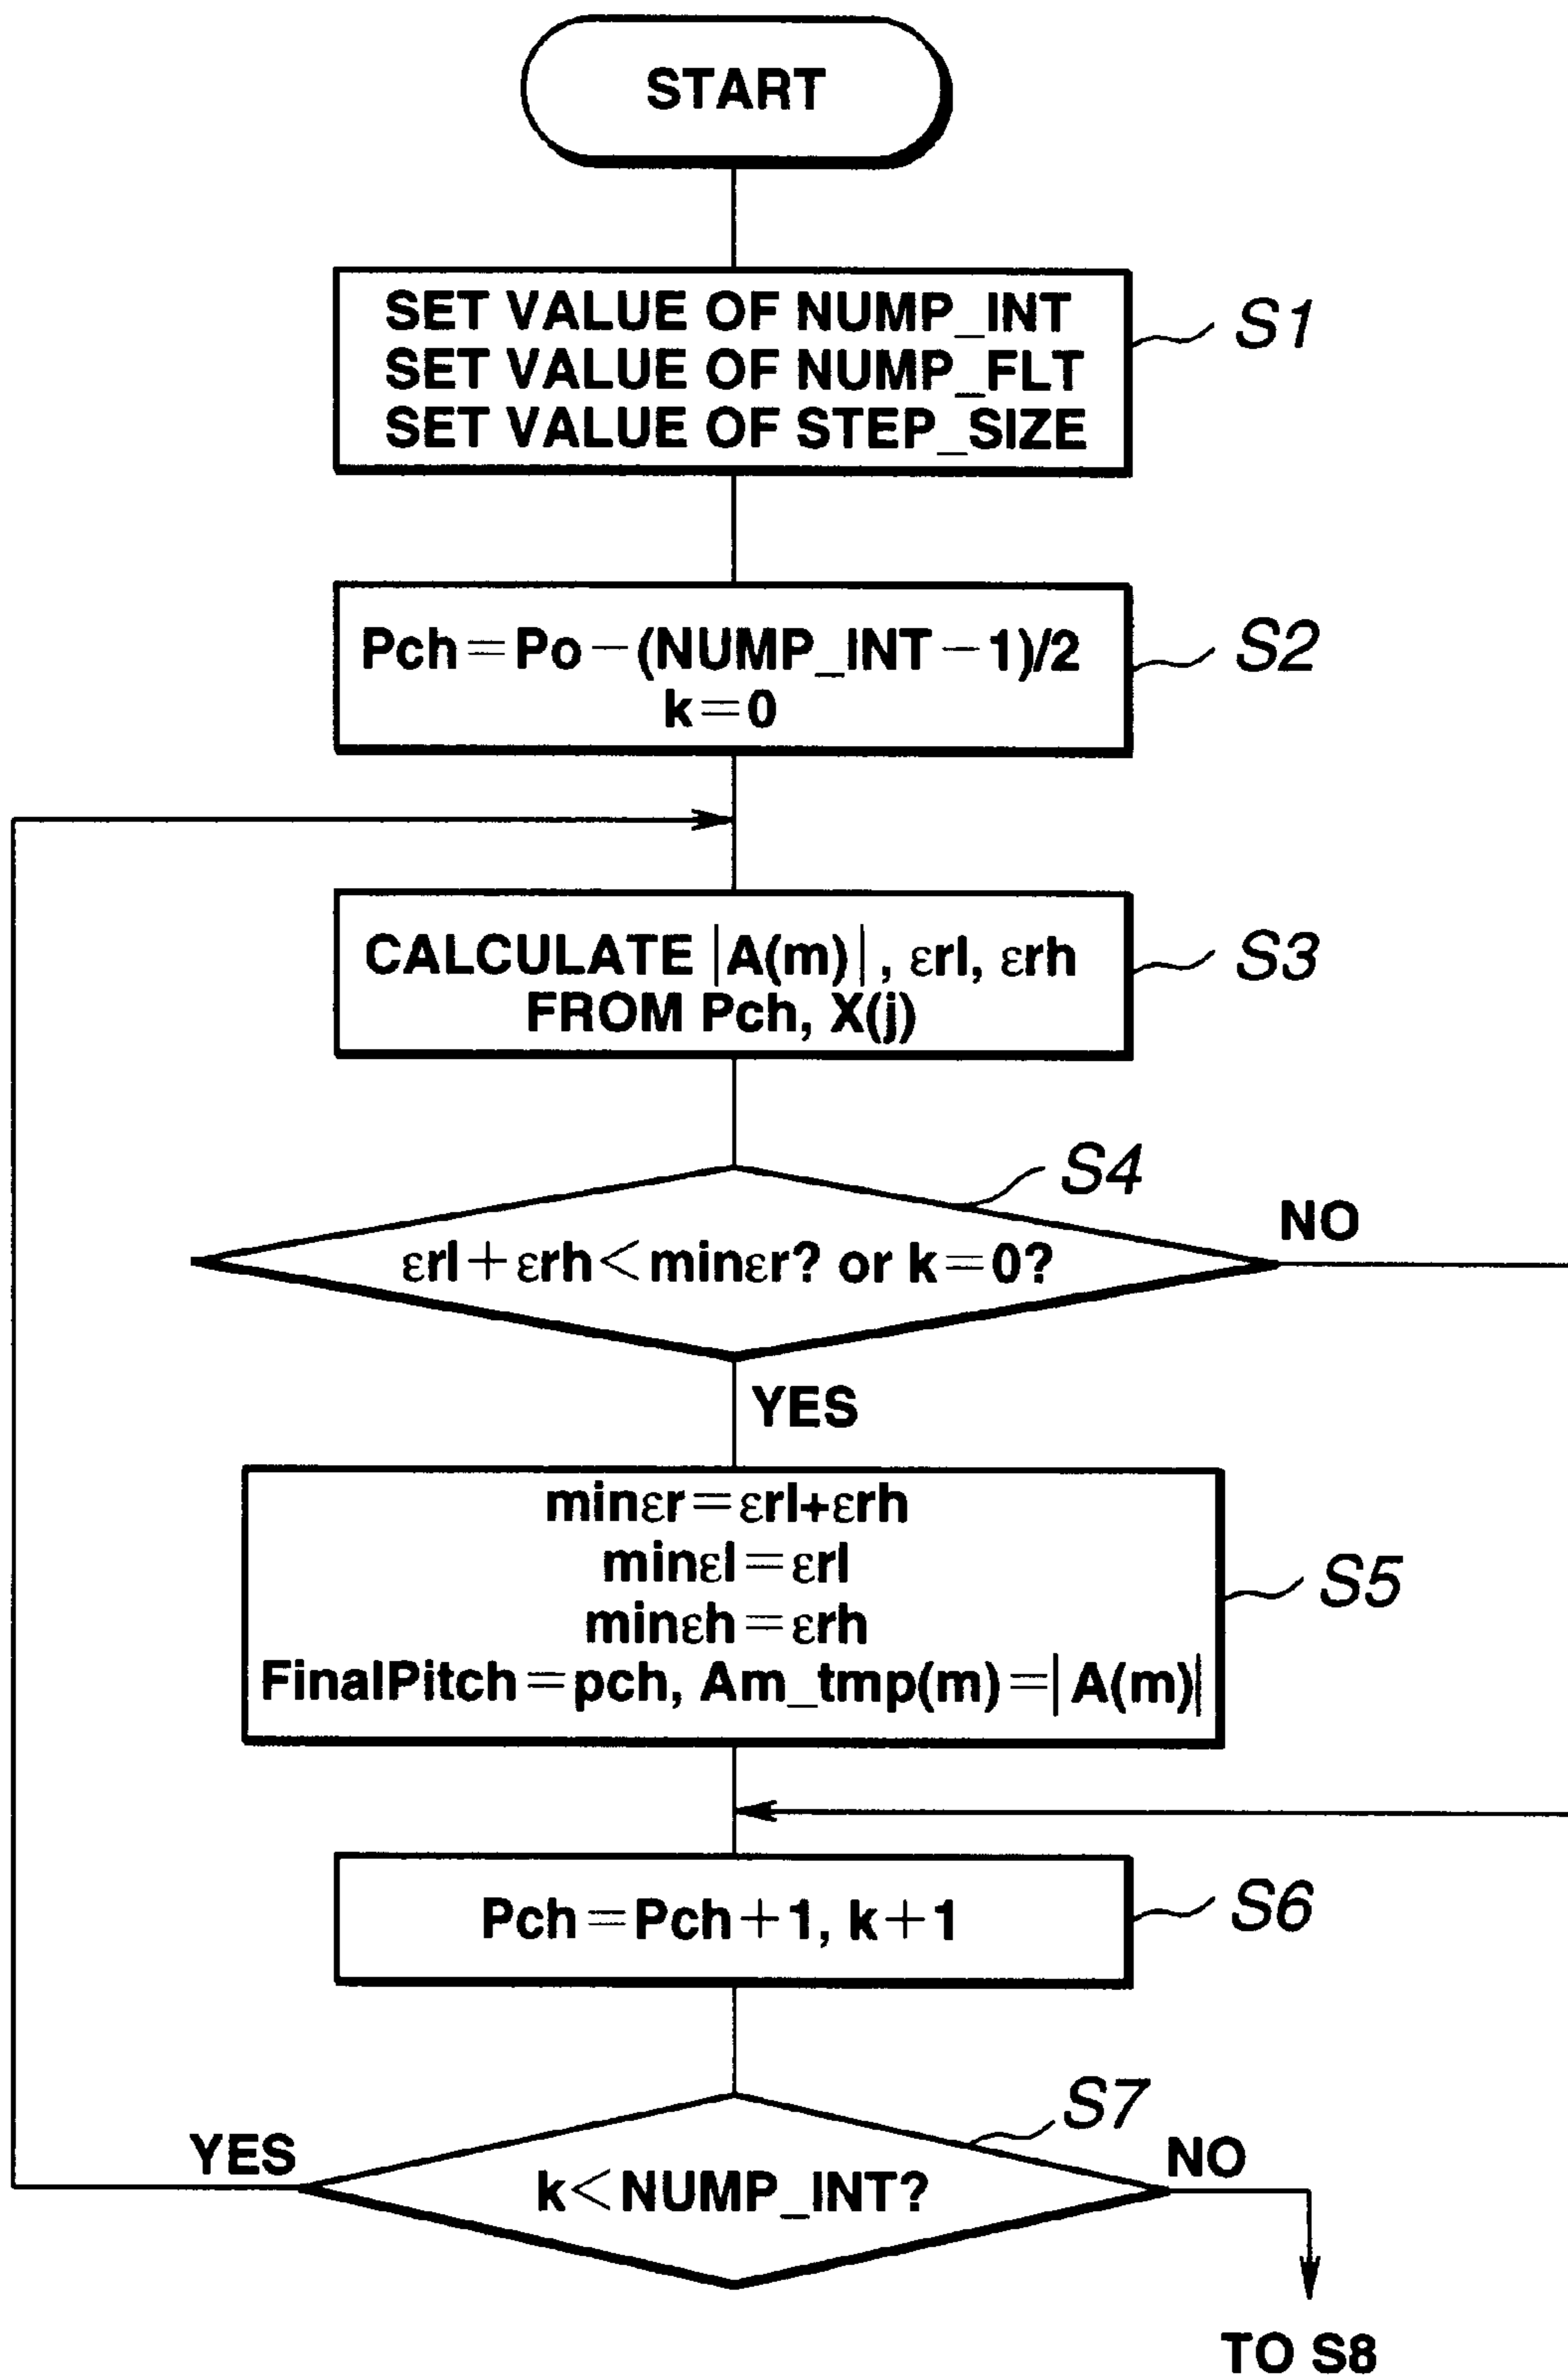 START
SET VALUE OF NUMP_INT
SET VALUE OF NUMP_FLT
SET VALUE OF STEP_SIZE
S1
Pch=Po-(NUMP_INT-1)/2
k=0
S2
CALCULATE |A(m)|, εrl, εrh
FROM Pch, X(j)
S3
S4
NO
εrl+εrh<minεr? or k=0?
YES
minεr=εrl+εrh
minεl=εrl
minεh=εrh
FinalPitch=pch, Am_tmp(m)=|A(m)|
S5
Pch=Pch+1, k+1
S6
S7
YES
NO
k<NUMP_INT?
TO S8